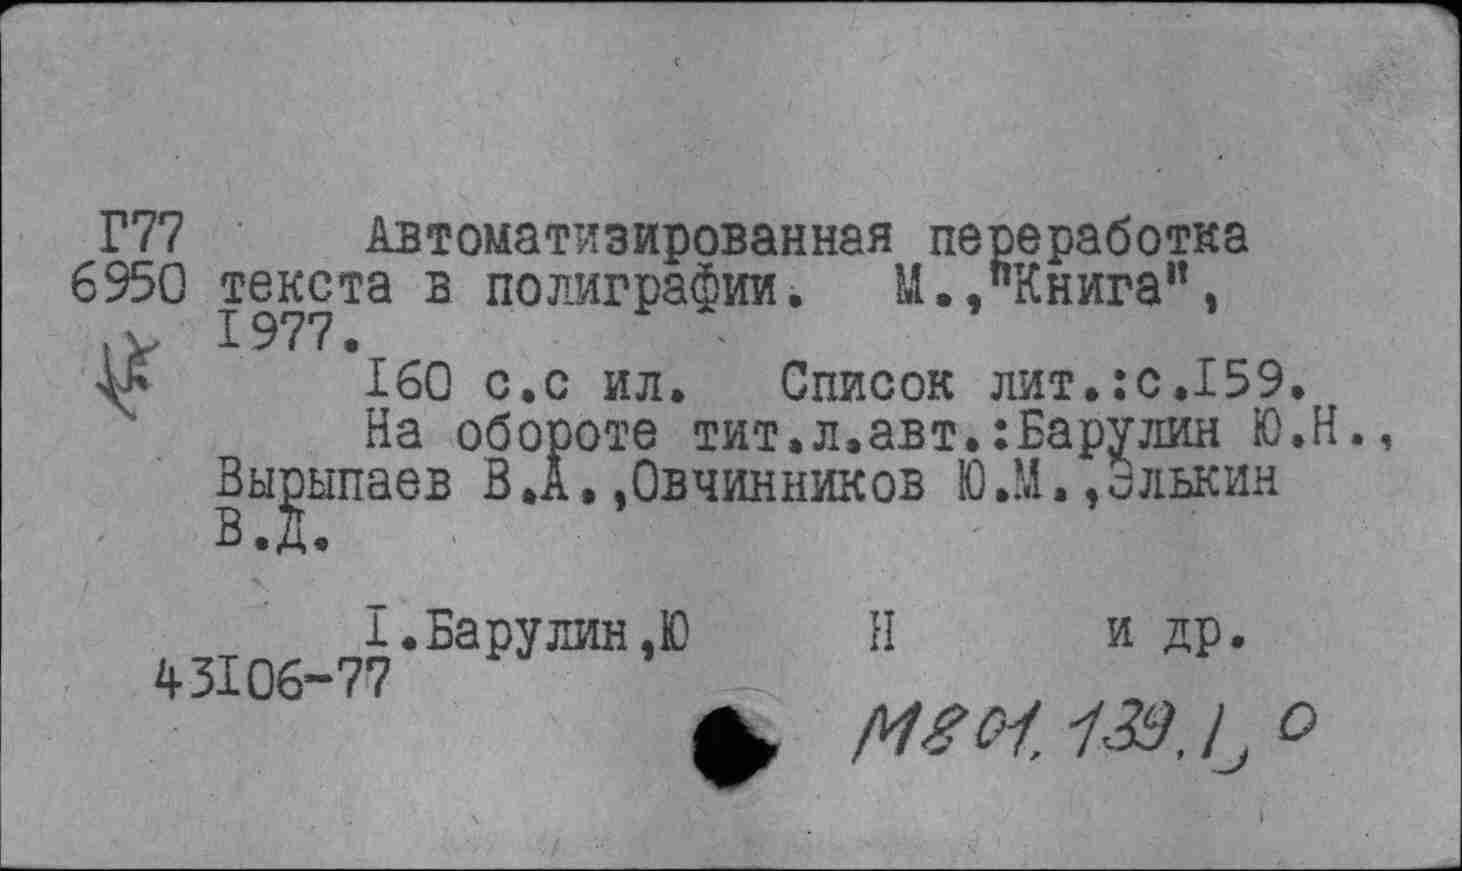 Г77 Автоматизированная переработка
6950 текста в полиграфии. М.,"Книга",
1977.
160 с.с ил. Список лит.:с.159.
На обороте тит.л.авт.:Барулин Ю.Н.,
Вырыпаев В.А.,Овчинников Ю.М.,Элькин
В.Д.
1.Барулин,Ю Н и др.
43106-77
М801.139.1